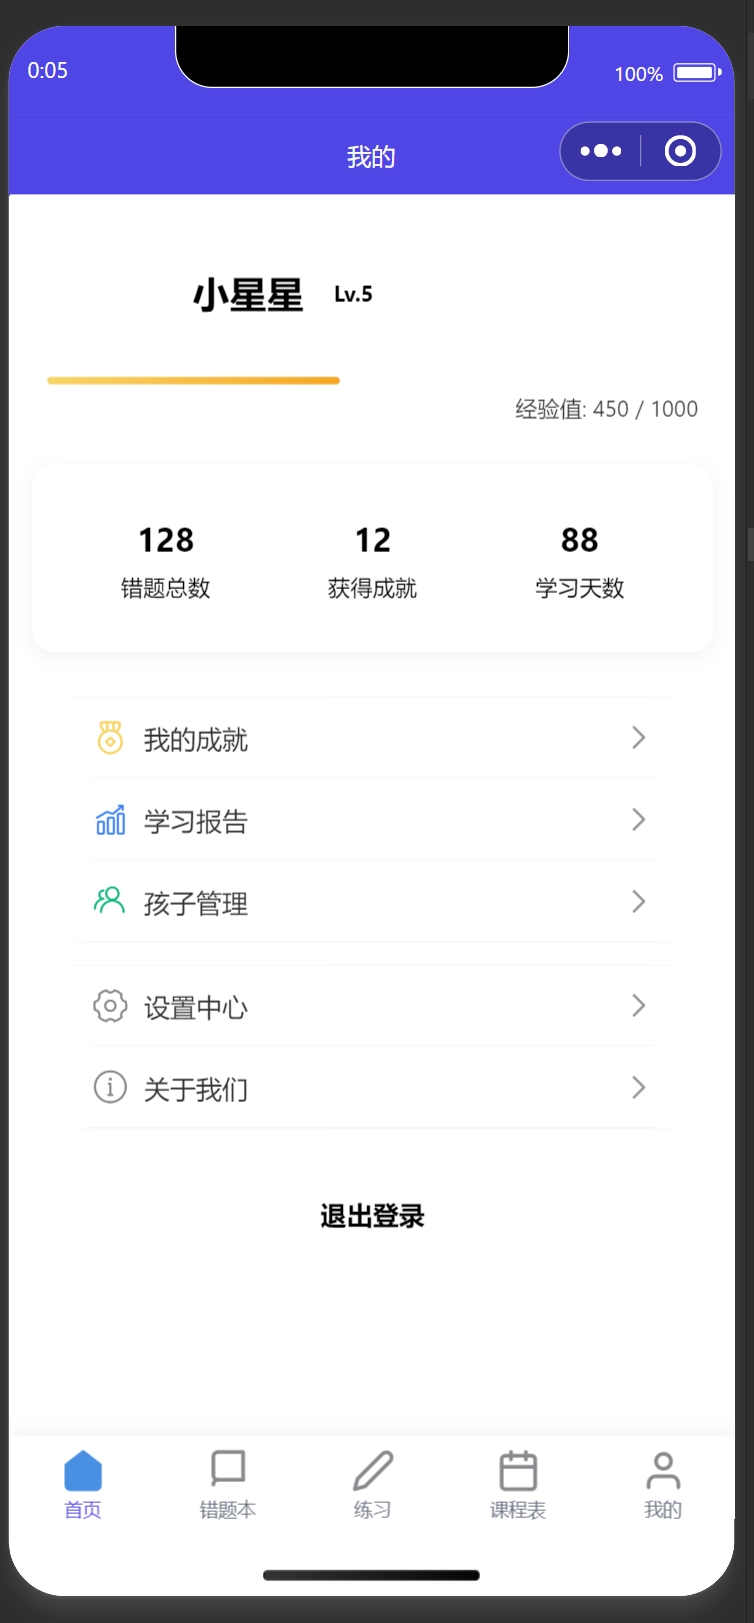 0:05
100%
我的
小星星 Lv.5
经验值: 450 / 1000
128 12 88
错题总数 获得成就 学习天数
我的成就
学习报告
孩子管理
设置中心
关于我们
退出登录
首页 错题本 练习 课程表 我的